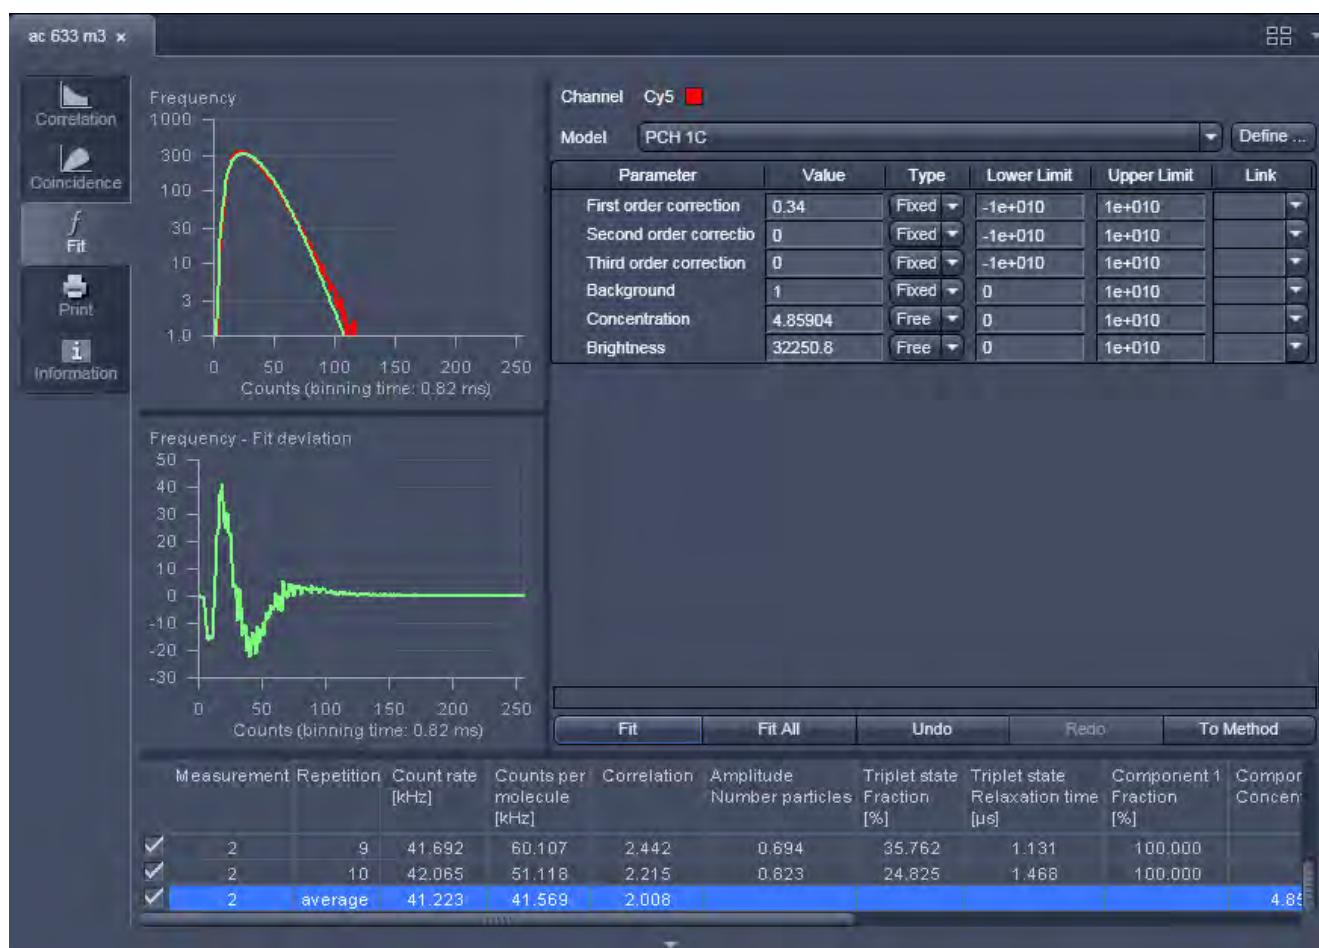 ac 633 m3 ×
Correlation
Coincidence
f
Fit
Print
i
Information
Frequency
1000
300
100
30
10
3
1.0
0 50 100 150 200 250
Counts (binning time: 0.82 ms)
Frequency - Fit deviation
50
40
30
20
10
0
-10
-20
-30
0 50 100 150 200 250
Counts (binning time: 0.82 ms)
Channel Cy5
Model PCH 1C Define ...
Parameter Value Type Lower Limit Upper Limit Link
First order correction 0.34 Fixed -1e+010 1e+010
Second order correctio 0 Fixed -1e+010 1e+010
Third order correction 0 Fixed -1e+010 1e+010
Background 1 Fixed 0 1e+010
Concentration 4.85904 Free 0 1e+010
Brightness 32250.8 Free 0 1e+010
Fit Fit All Undo Redo To Method
Measurement Repetition Count rate Counts per Correlation Amplitude Triplet state Triplet state Component 1 Compor
[kHz] molecule Number particles Fraction Relaxation time Fraction Concen
[kHz] [%] [µs] [%]
2 9 41.692 60.107 2.442 0.694 35.762 1.131 100.000
2 10 42.065 51.118 2.215 0.823 24.825 1.468 100.000
2 average 41.223 41.569 2.008 4.85